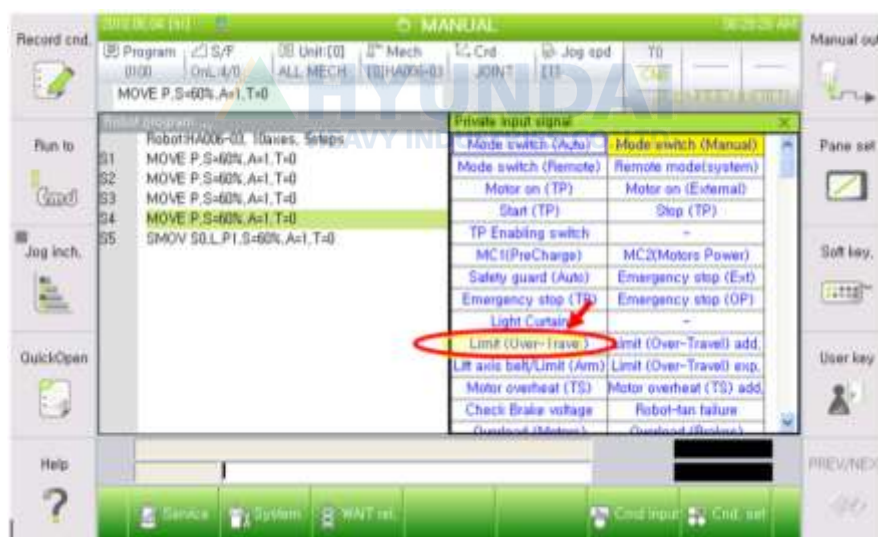 Record cnd.
Run to
Jog inch.
QuickOpen
Help
MANUAL
Manual out
Pane set
Soft key.
User key
PREV/NEX
Program
S/F
Unit:[0]
Mech
Crd
Jog spd
ALL MECH
JOINT
MOVE P,S=60%,A=1,T=0
HYUNDAI
Robot:HA006-03, 10axes, 5steps
S1 MOVE P,S=60%,A=1,T=0
S2 MOVE P,S=60%,A=1,T=0
S3 MOVE P,S=60%,A=1,T=0
S4 MOVE P,S=60%,A=1,T=0
S5 SMOV S0,L,P1,S=60%,A=1,T=0
Private input signal
Mode switch (Auto) Mode switch (Manual)
Mode switch (Remote) Remote mode(system)
Motor on (TP) Motor on (External)
Start (TP) Stop (TP)
TP Enabling switch -
MC1(PreCharge) MC2(Motors Power)
Safety guard (Auto) Emergency stop (Ext)
Emergency stop (TP) Emergency stop (OP)
Light Curtain -
Limit (Over-Travel) Limit (Over-Travel) add,
Lift axis belt/Limit (Arm) Limit (Over-Travel) exp,
Motor overheat (TS) Motor overheat (TS) add,
Check Brake voltage Robot-fan failure
Overload (Motors) Overload (Brakes)
Service
System
WAIT rel.
Cmd input
Cnd. set